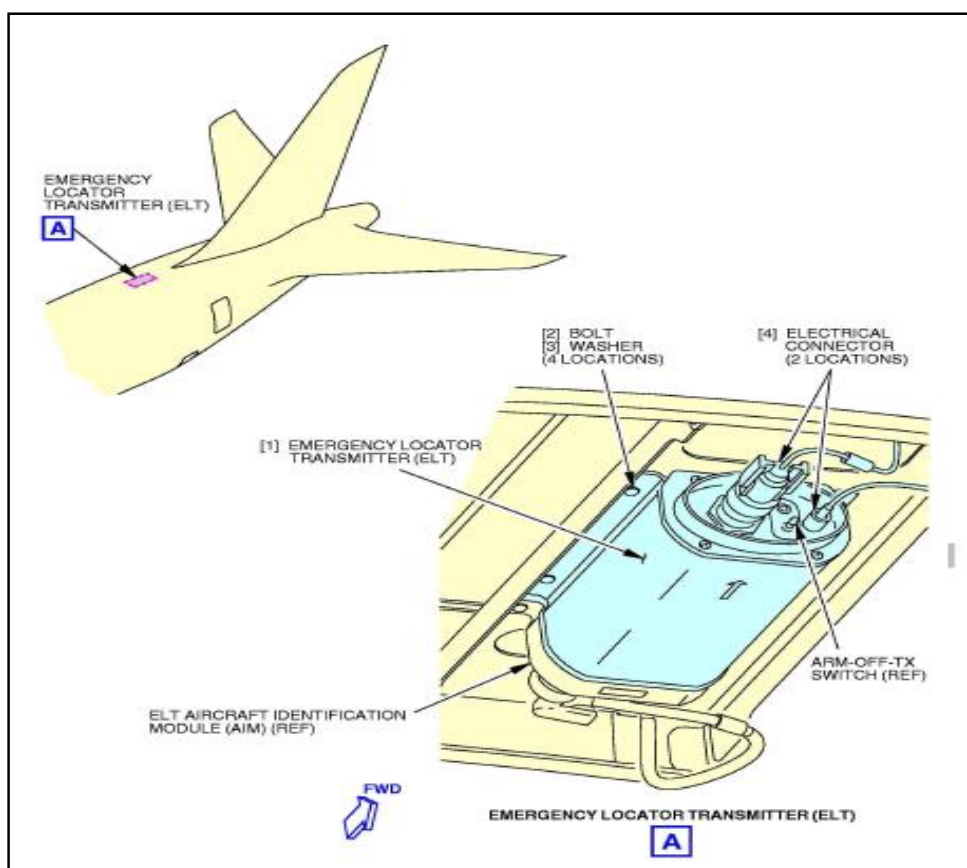 EMERGENCY
LOCATOR
TRANSMITTER (ELT)
A
[2] BOLT
[3] WASHER
(4 LOCATIONS)
[4] ELECTRICAL
CONNECTOR
(2 LOCATIONS)
[1] EMERGENCY LOCATOR
TRANSMITTER (ELT)
ARM-OFF-TX
SWITCH (REF)
ELT AIRCRAFT IDENTIFICATION
MODULE (AIM) (REF)
FWD
EMERGENCY LOCATOR TRANSMITTER (ELT)
A